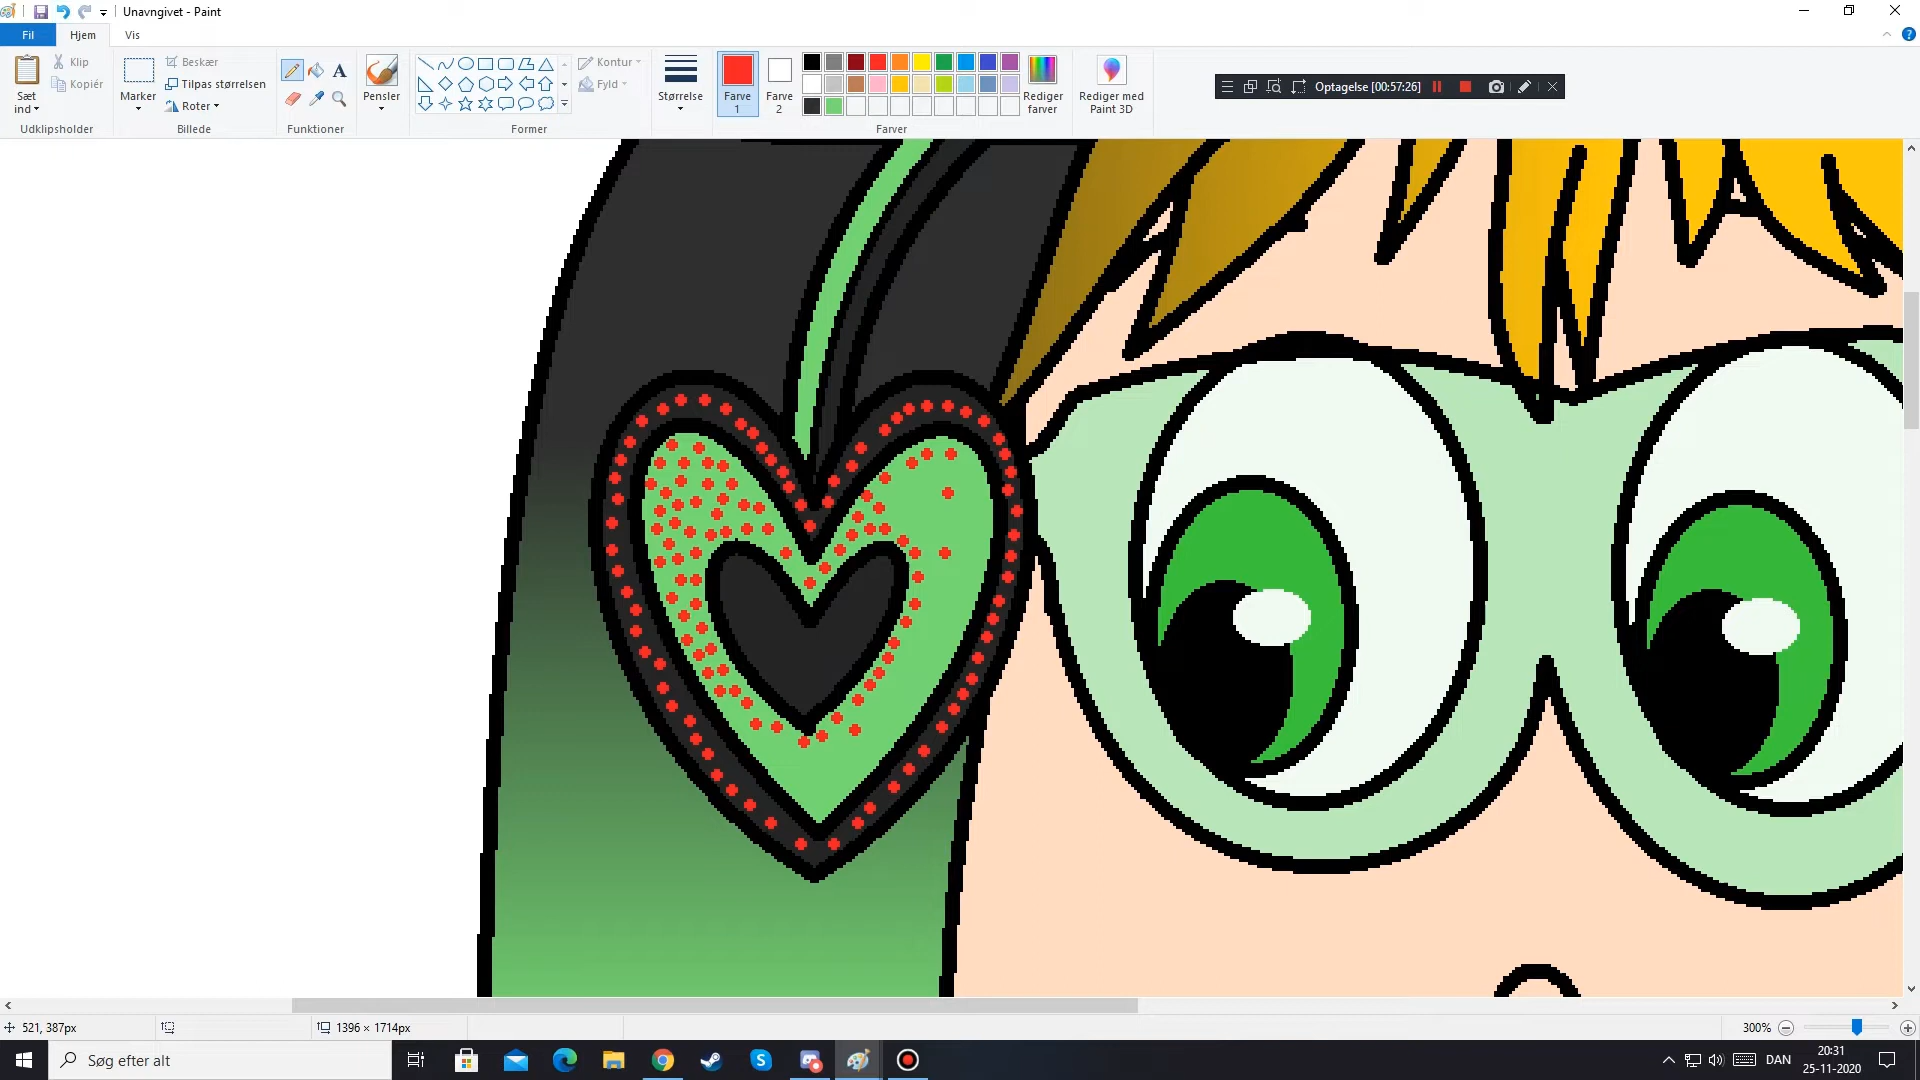 Unavngivet - Paint
Fil Hjem Vis
Sæt ind
Klip
Kopiér
Udklipsholder
Marker
Beskær
Tilpas størrelsen
Roter
Billede
A
Funktioner
Pensler
Kontur
Fyld
Former
Størrelse
Farve 1
Farve 2
Rediger farver
Farver
Rediger med Paint 3D
Optagelse [00:57:26]
521, 387px
1396 × 1714px
300%
Søg efter alt
DAN
20:31
25-11-2020